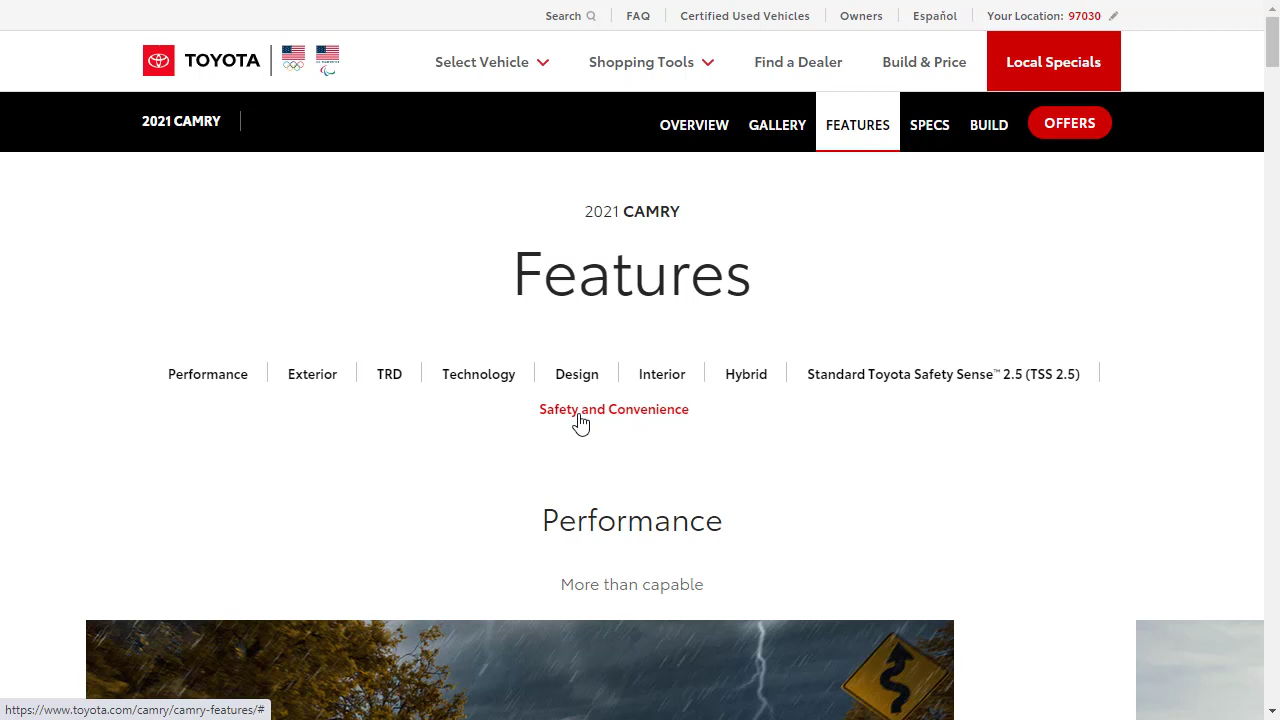 Search
FAQ
Certified Used Vehicles
Owners
Español
Your Location: 97030
TOYOTA
Select Vehicle
Shopping Tools
Find a Dealer
Build & Price
Local Specials
2021 CAMRY
OVERVIEW
GALLERY
FEATURES
SPECS
BUILD
OFFERS
2021 CAMRY
Features
Performance
Exterior
TRD
Technology
Design
Interior
Hybrid
Standard Toyota Safety Sense™ 2.5 (TSS 2.5)
Safety and Convenience
Performance
More than capable
https://www.toyota.com/camry/camry-features/#